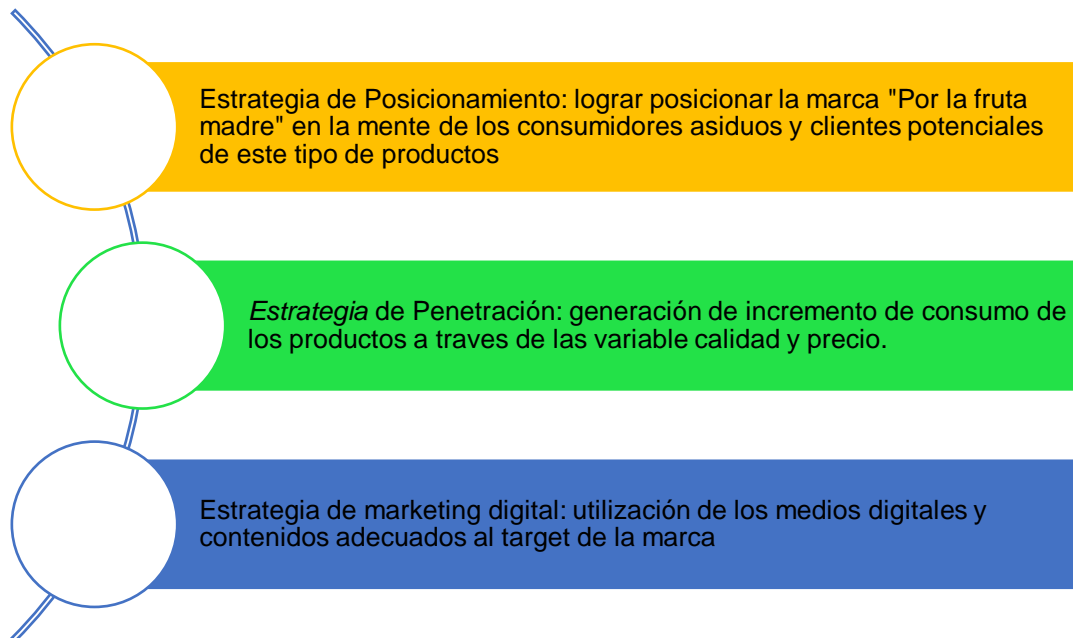 Estrategia de Posicionamiento: lograr posicionar la marca "Por la fruta
madre" en la mente de los consumidores asiduos y clientes potenciales
de este tipo de productos
Estrategia de Penetración: generación de incremento de consumo de
los productos a traves de las variable calidad y precio.
Estrategia de marketing digital: utilización de los medios digitales y
contenidos adecuados al target de la marca